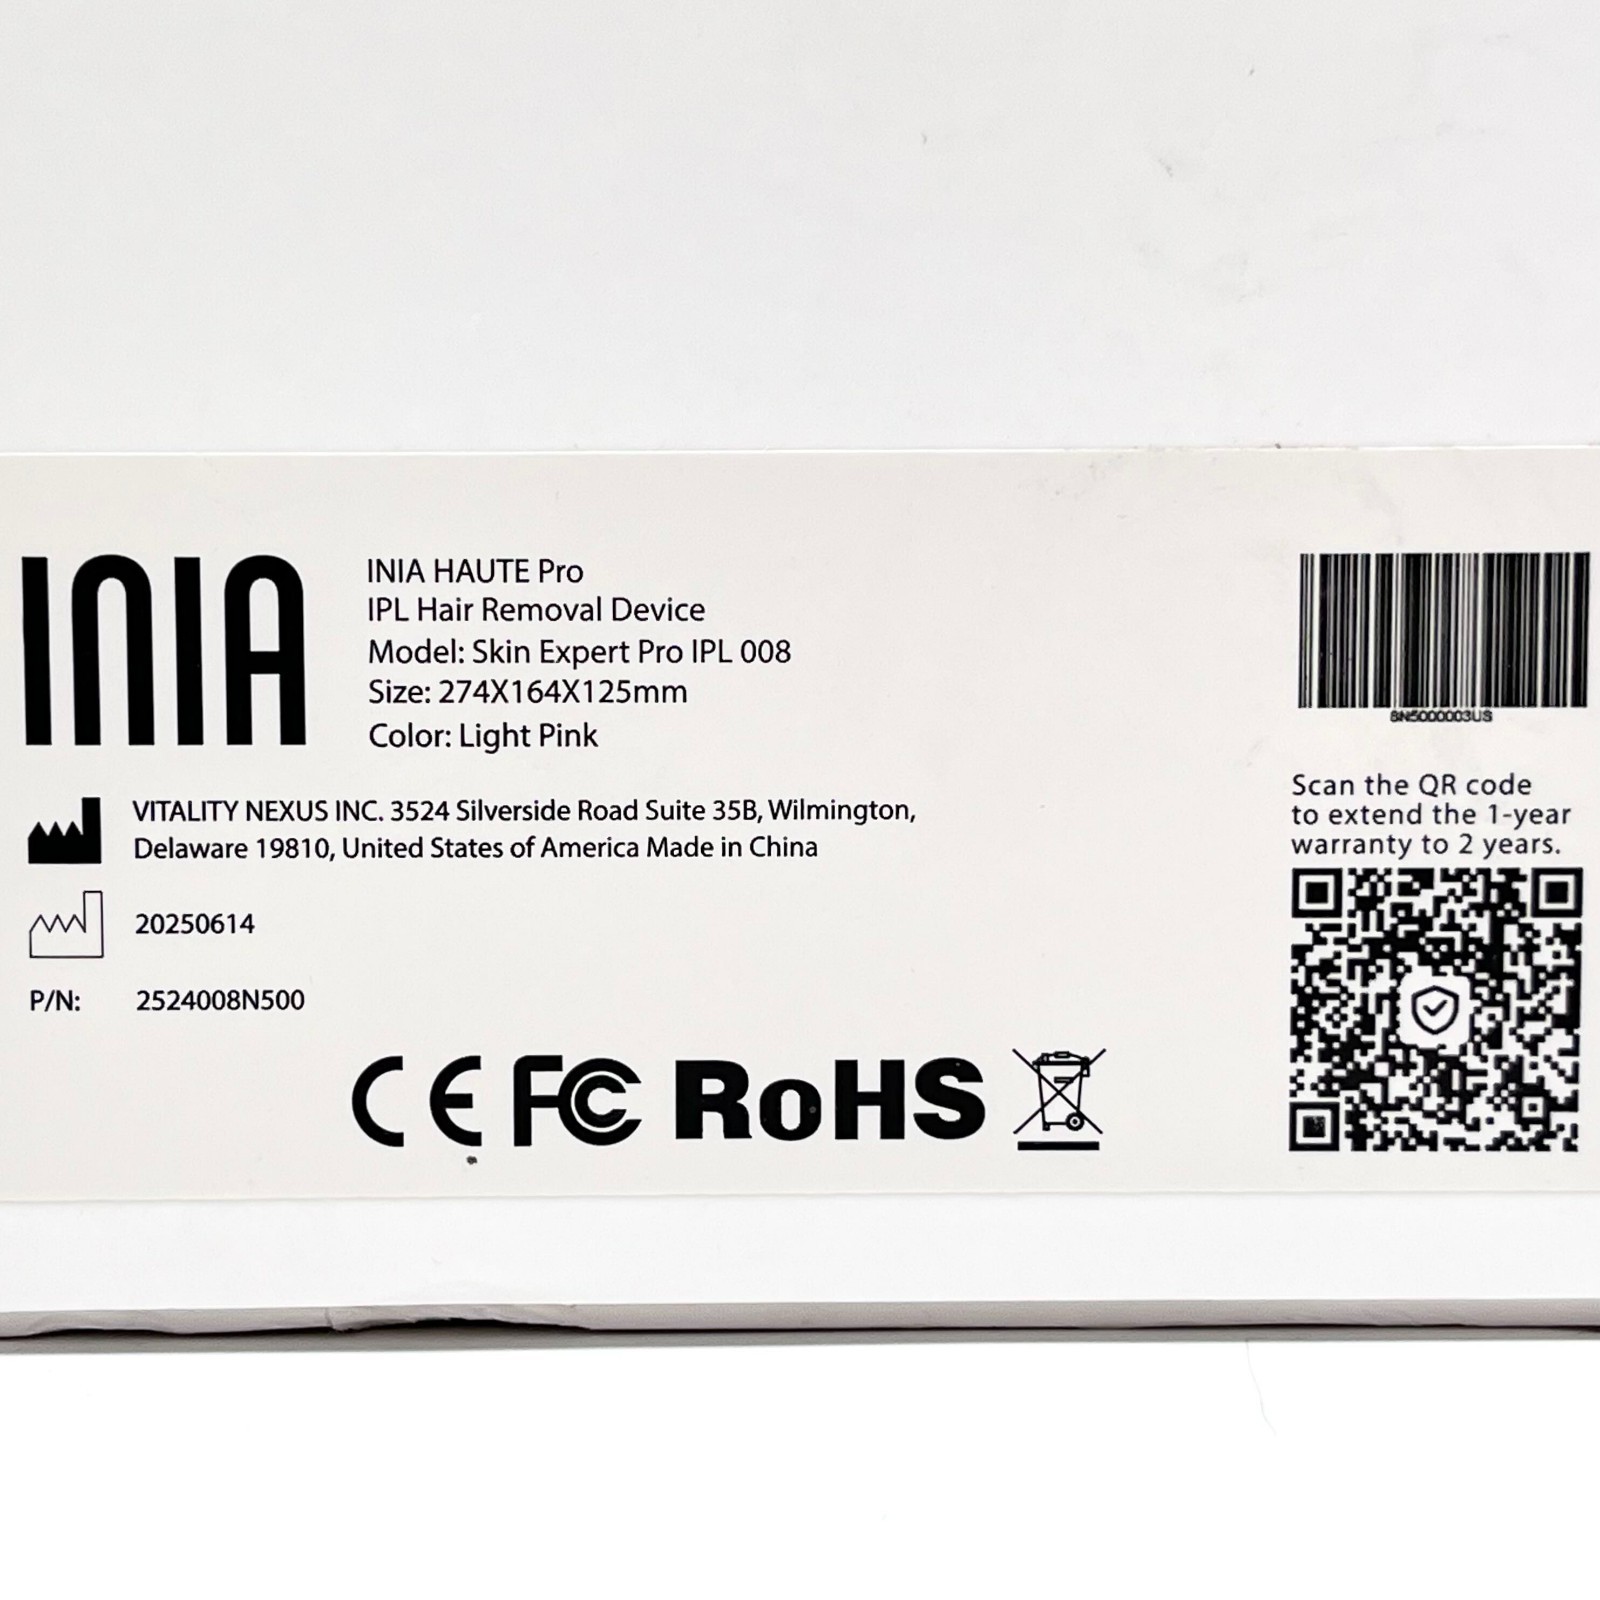 INIA
INIA HAUTE Pro
IPL Hair Removal Device
Model: Skin Expert Pro IPL 008
Size: 274X164X125mm
Color: Light Pink
VITALITY NEXUS INC. 3524 Silverside Road Suite 35B, Wilmington,
Delaware 19810, United States of America Made in China
20250614
P/N: 2524008N500
CE FC RoHS
8N5000003US
Scan the QR code
to extend the 1-year
warranty to 2 years.